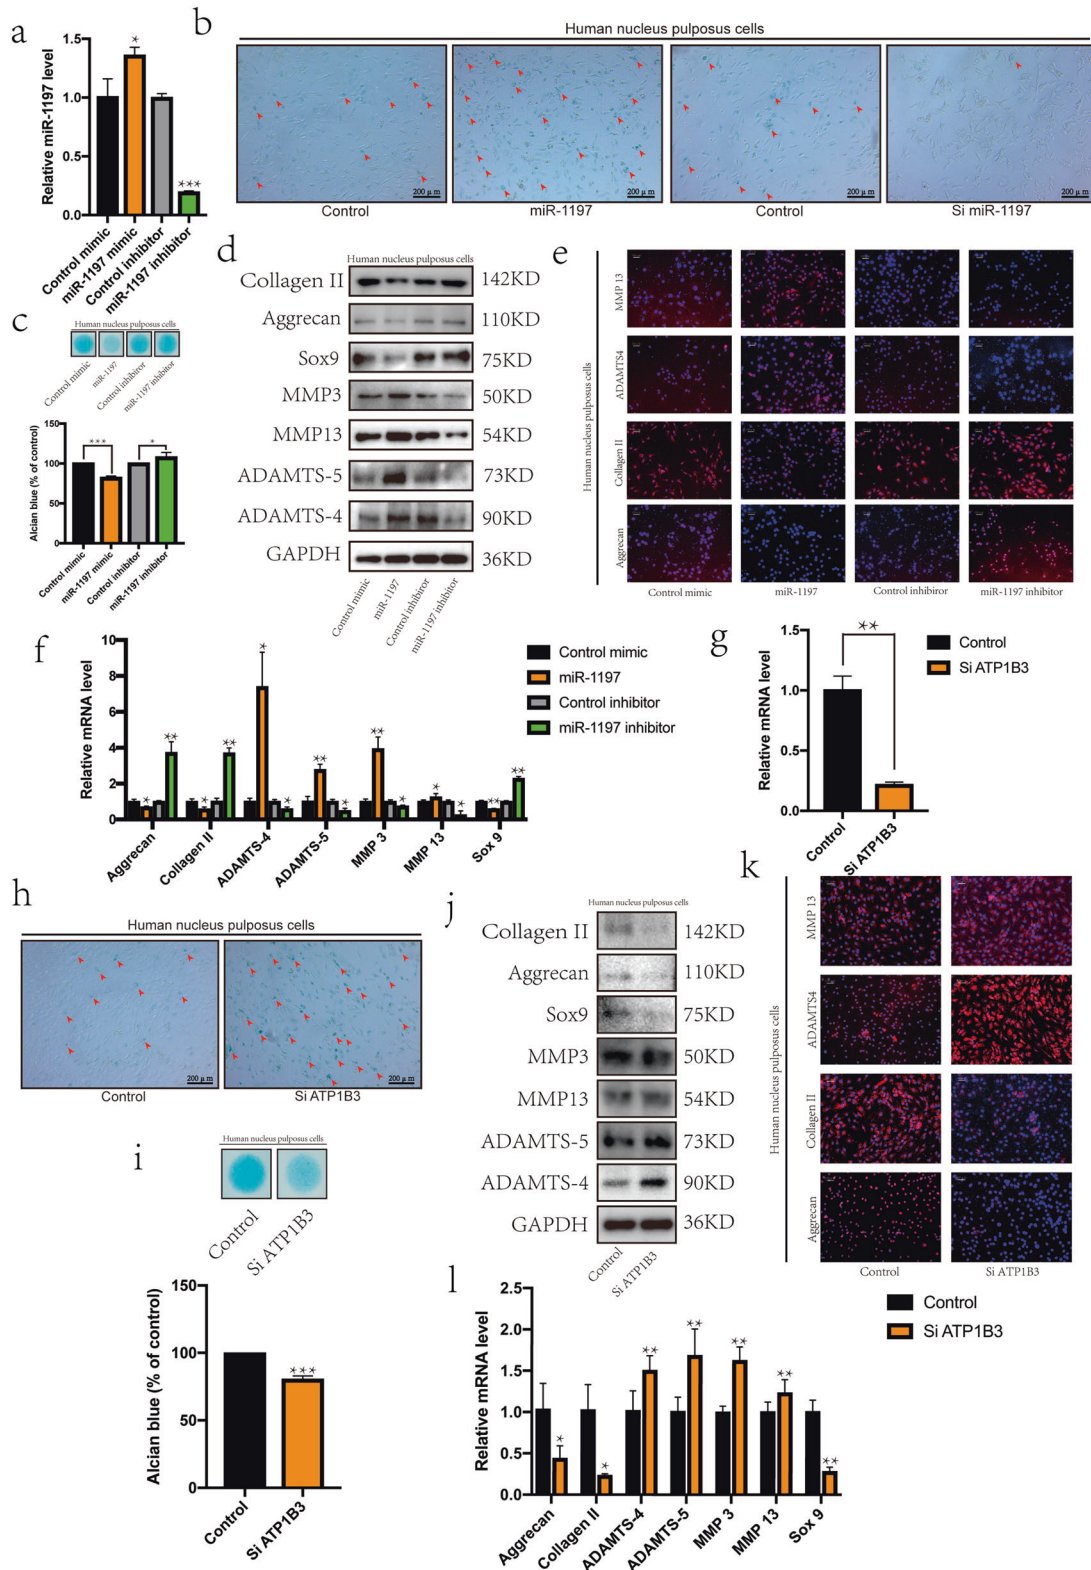 a
Relative miR-1197 level
1.5
1.0
0.5
0.0
*
***
Control mimic
miR-1197 mimic
Control inhibitor
miR-1197 inhibitor
b
Human nucleus pulposus cells
200 μm
200 μm
200 μm
200 μm
Control
miR-1197
Control
Si miR-1197
c
Human nucleus pulposus cells
Control mimic
miR-1197
Control inhibiror
miR-1197 inhibitor
Alcian blue (% of control)
150
100
50
0
***
*
Control mimic
miR-1197 mimic
Control inhibitor
miR-1197 inhibitor
d
Human nucleus pulposus cells
Collagen II 142KD
Aggrecan 110KD
Sox9 75KD
MMP3 50KD
MMP13 54KD
ADAMTS-5 73KD
ADAMTS-4 90KD
GAPDH 36KD
Control mimic
miR-1197
Control inhibiror
miR-1197 inhibitor
e
Human nucleus pulposus cells
MMP 13
ADAMTS4
Collagen II
Aggrecan
Control mimic
miR-1197
Control inhibiror
miR-1197 inhibitor
f
Relative mRNA level
10
8
6
4
2
0
* ** * ** * * ** * ** * * * ** **
Control mimic
miR-1197
Control inhibitor
miR-1197 inhibitor
Aggrecan
Collagen II
ADAMTS-4
ADAMTS-5
MMP 3
MMP 13
Sox 9
g
Relative mRNA level
1.5
1.0
0.5
0.0
**
Control
Si ATP1B3
Control
Si ATP1B3
h
Human nucleus pulposus cells
200 μm
200 μm
Control
Si ATP1B3
i
Human nucleus pulposus cells
Control
Si ATP1B3
Alcian blue (% of control)
150
100
50
0
***
Control
Si ATP1B3
j
Human nucleus pulposus cells
Collagen II 142KD
Aggrecan 110KD
Sox9 75KD
MMP3 50KD
MMP13 54KD
ADAMTS-5 73KD
ADAMTS-4 90KD
GAPDH 36KD
Control
Si ATP1B3
k
Human nucleus pulposus cells
MMP 13
ADAMTS4
Collagen II
Aggrecan
Control
Si ATP1B3
l
Relative mRNA level
2.5
2.0
1.5
1.0
0.5
0.0
* * ** ** ** ** **
Control
Si ATP1B3
Aggrecan
Collagen II
ADAMTS-4
ADAMTS-5
MMP 3
MMP 13
Sox 9